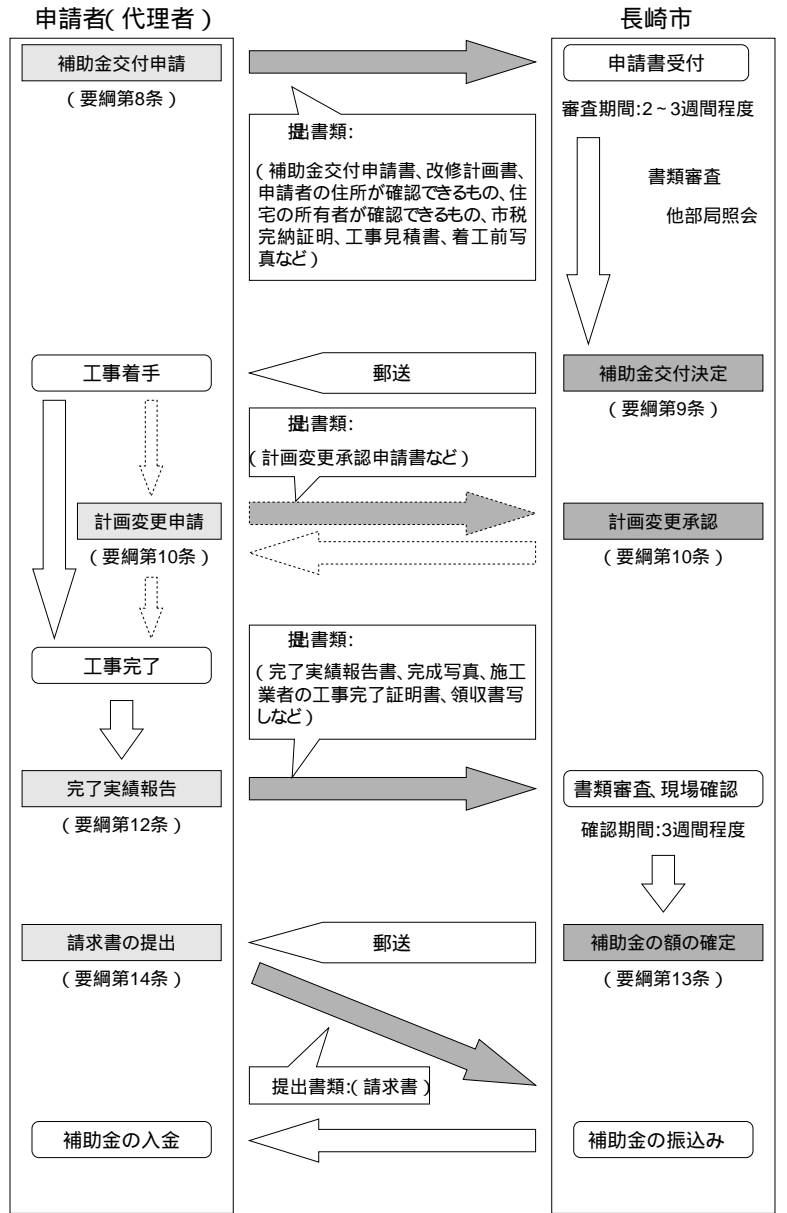 申請者(代理者)
長崎市
補助金交付申請
申請書受付
(要綱第8条)
審査期間:2~3週間程度
提出書類:
(補助金交付申請書、改修計画書、
申請者の住所が確認できるもの、住
宅の所有者が確認できるもの、市税
完納証明、工事見積書、着工前写
真など)
書類審査
他部局照会
工事着手
郵送
補助金交付決定
(要綱第9条)
提出書類:
(計画変更承認申請書など)
計画変更申請
計画変更承認
(要綱第10条)
(要綱第10条)
提出書類:
(完了実績報告書、完成写真、施工
業者の工事完了証明書、領収書写
しなど)
工事完了
完了実績報告
書類審査、現場確認
(要綱第12条)
確認期間:3週間程度
請求書の提出
郵送
補助金の額の確定
(要綱第14条)
(要綱第13条)
提出書類:(請求書)
補助金の入金
補助金の振込み